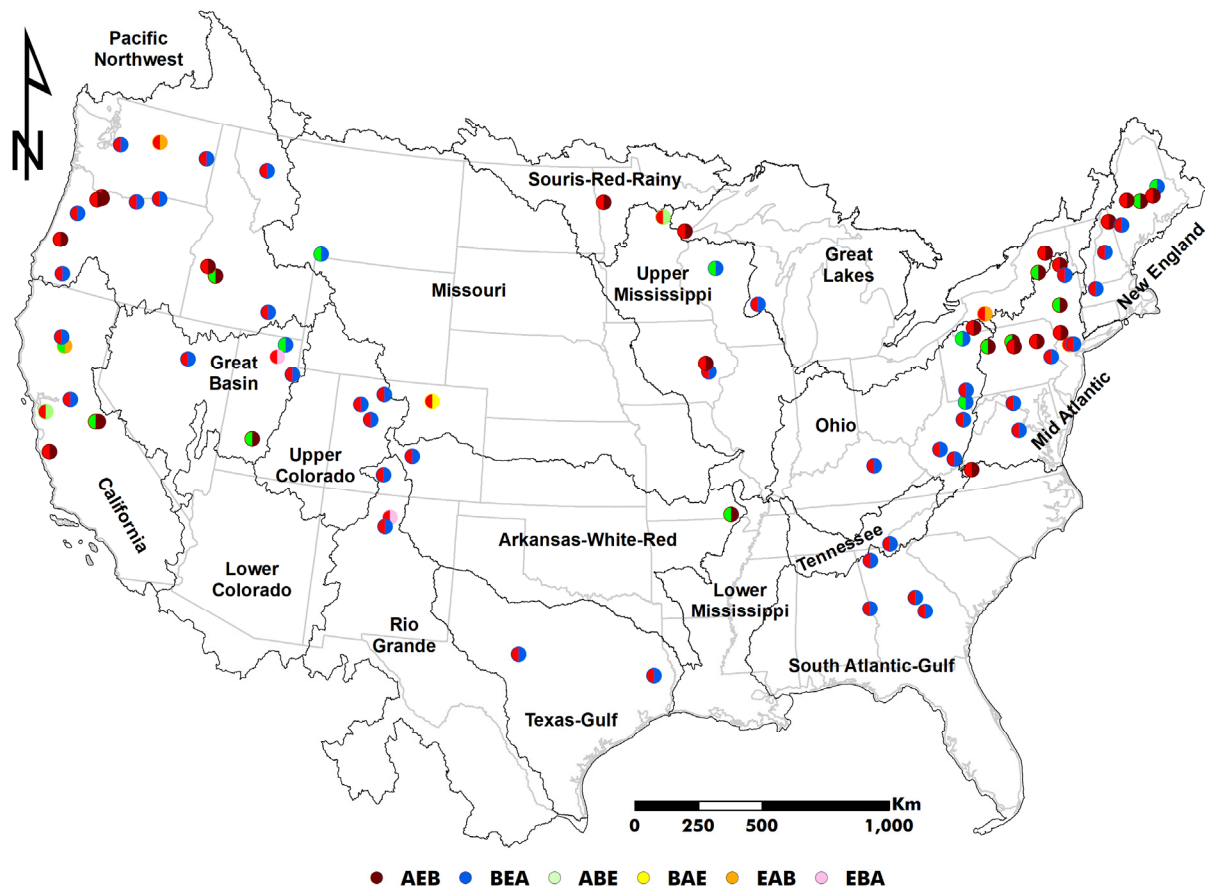 Pacific
Northwest
N
Souris-Red-Rainy
Great
Lakes
New England
Upper
Mississippi
Missouri
Great
Basin
Mid Atlantic
Ohio
Upper
Colorado
California
Arkansas-White-Red
Tennessee
Lower
Colorado
Lower
Mississippi
Rio
Grande
South Atlantic-Gulf
Texas-Gulf
Km
0 250 500 1,000
AEB BEA ABE BAE EAB EBA